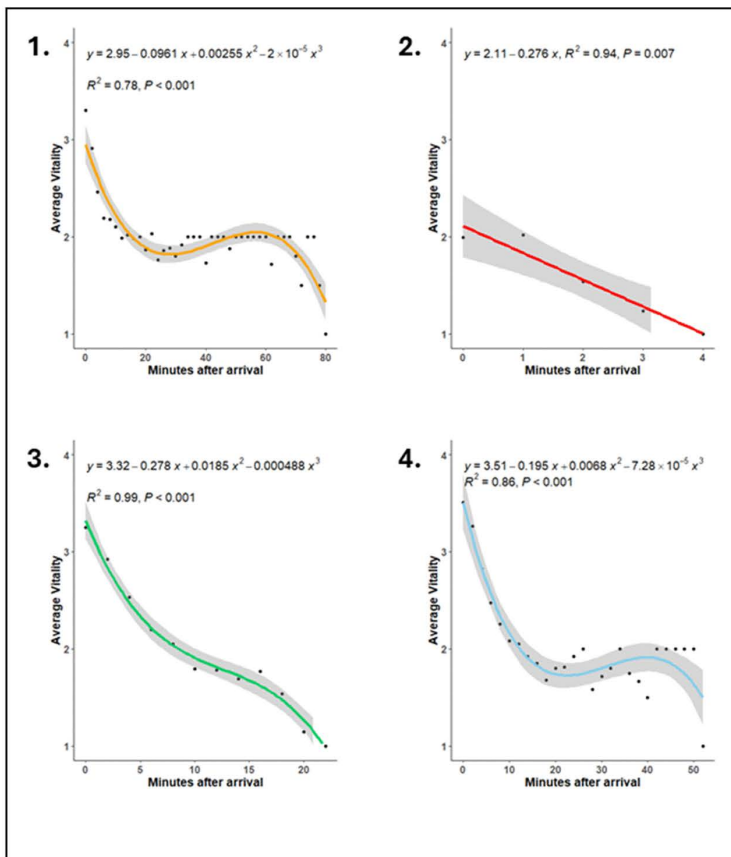 1.
y = 2.95 − 0.0961 x + 0.00255 x² − 2 × 10⁻⁵ x³
R² = 0.78, P < 0.001
4
3
2
1
Average Vitality
0 20 40 60 80
Minutes after arrival
2.
y = 2.11 − 0.276 x, R² = 0.94, P = 0.007
4
3
2
1
Average Vitality
0 1 2 3 4
Minutes after arrival
3.
y = 3.32 − 0.278 x + 0.0185 x² − 0.000488 x³
R² = 0.99, P < 0.001
4
3
2
1
Average Vitality
0 5 10 15 20
Minutes after arrival
4.
y = 3.51 − 0.195 x + 0.0068 x² − 7.28 × 10⁻⁵ x³
R² = 0.86, P < 0.001
4
3
2
1
Average Vitality
0 10 20 30 40 50
Minutes after arrival